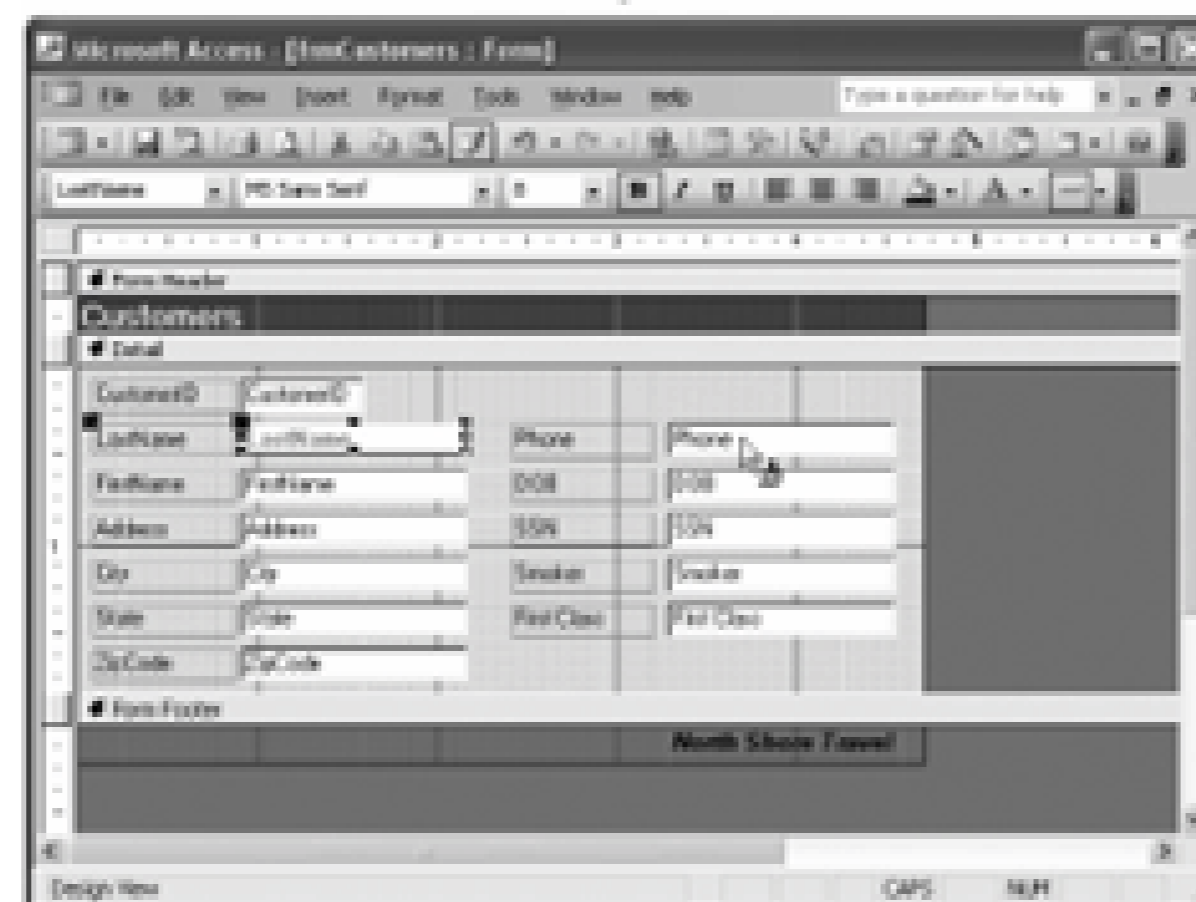 Microsoft Access - [frmCustomers : Form]
File Edit View Insert Format Tools Window Help Type a question for help
LastName MS Sans Serif 8 B I U A
Form Header
Customers
Detail
CustomerID CustomerID
LastName LastName Phone Phone
FirstName FirstName DOB DOB
Address Address SSN SSN
City City Smoker Smoker
State State First Class First Class
ZipCode ZipCode
Form Footer
North Shore Travel
Design View CAPS NUM